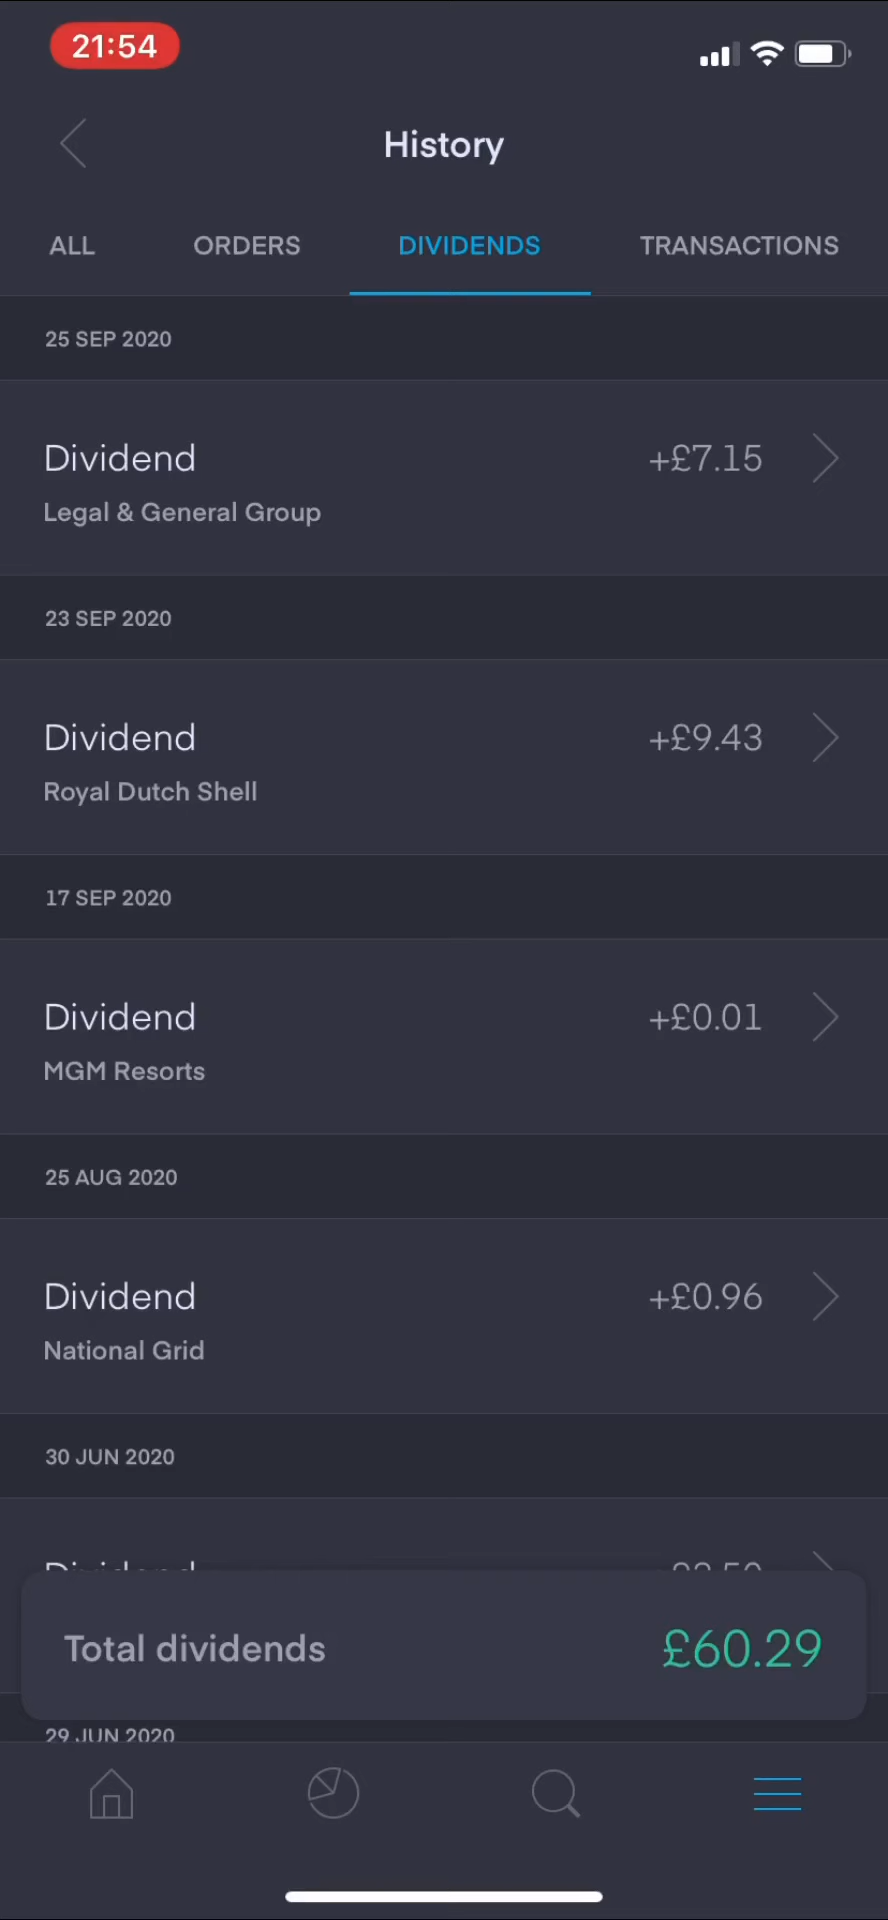 21:54
History
ALL ORDERS DIVIDENDS TRANSACTIONS
25 SEP 2020
Dividend +£7.15
Legal & General Group
23 SEP 2020
Dividend +£9.43
Royal Dutch Shell
17 SEP 2020
Dividend +£0.01
MGM Resorts
25 AUG 2020
Dividend +£0.96
National Grid
30 JUN 2020
Dividend
Total dividends £60.29
29 JUN 2020